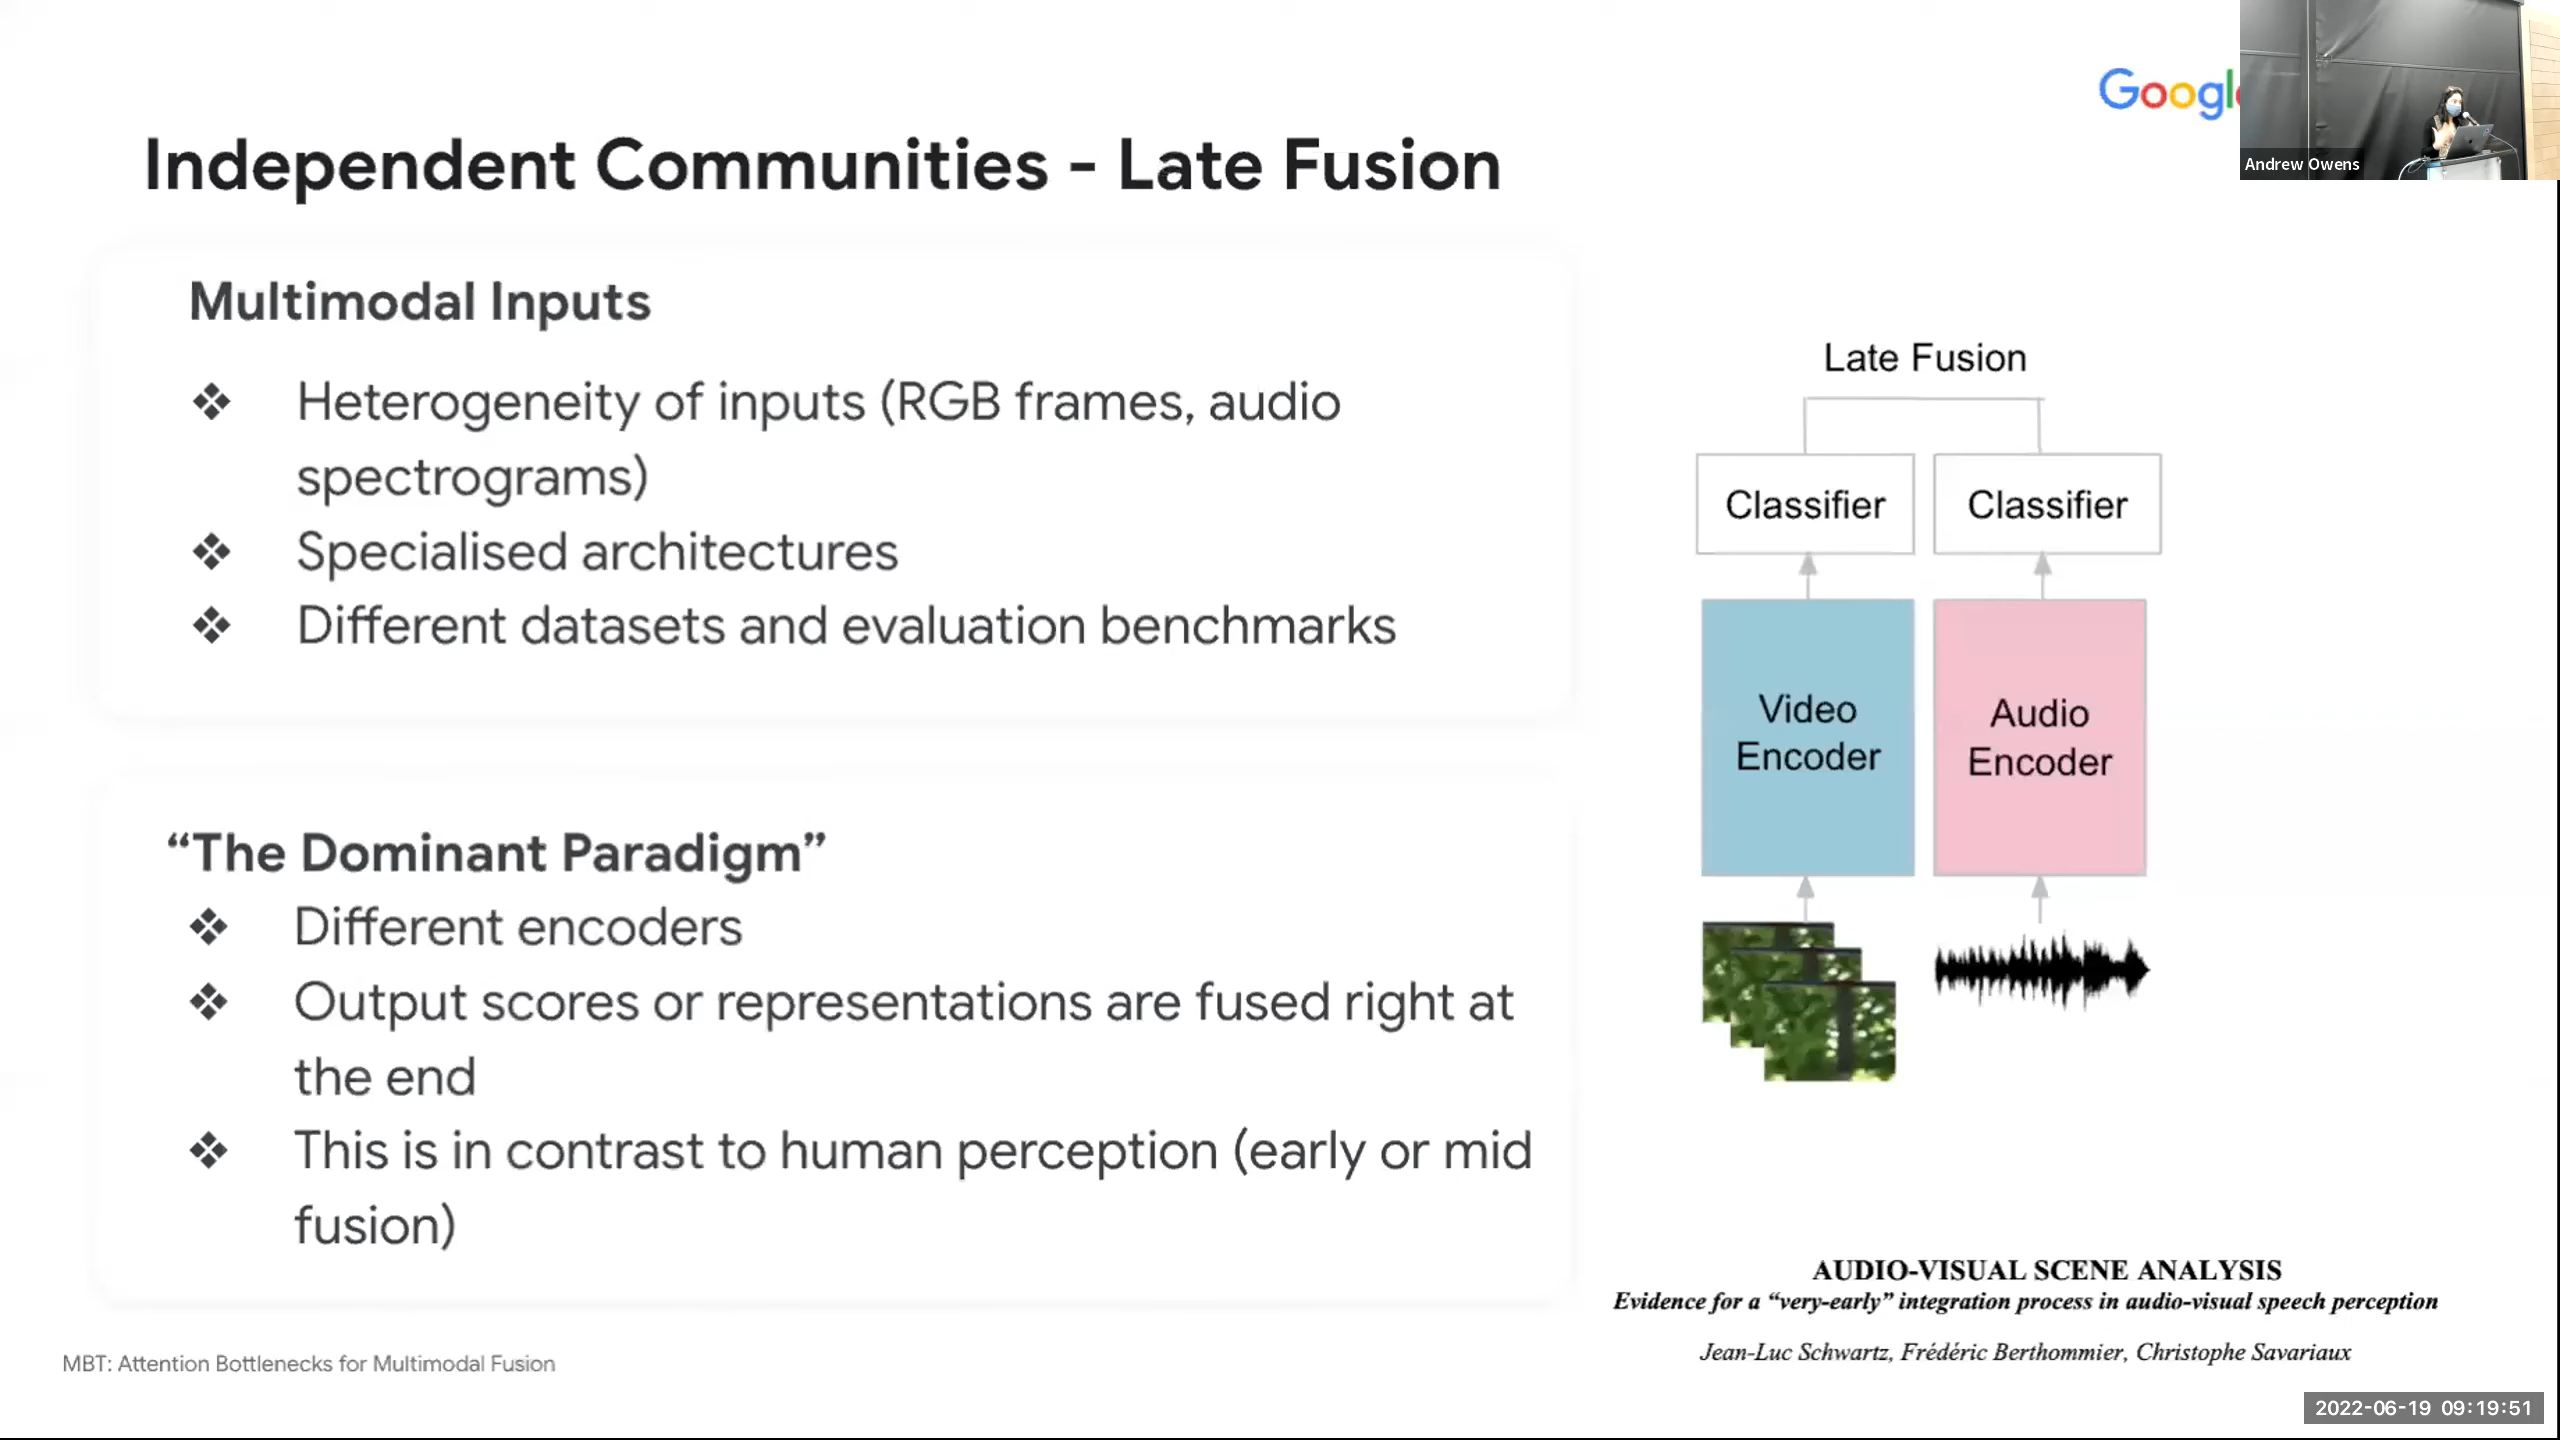 Google
Andrew Owens
Independent Communities - Late Fusion
Multimodal Inputs
❖ Heterogeneity of inputs (RGB frames, audio
spectrograms)
❖ Specialised architectures
❖ Different datasets and evaluation benchmarks
“The Dominant Paradigm”
❖ Different encoders
❖ Output scores or representations are fused right at
the end
❖ This is in contrast to human perception (early or mid
fusion)
Late Fusion
Classifier
Classifier
Video
Encoder
Audio
Encoder
AUDIO-VISUAL SCENE ANALYSIS
Evidence for a “very-early” integration process in audio-visual speech perception
Jean-Luc Schwartz, Frédéric Berthommier, Christophe Savariaux
MBT: Attention Bottlenecks for Multimodal Fusion
2022-06-19 09:19:51